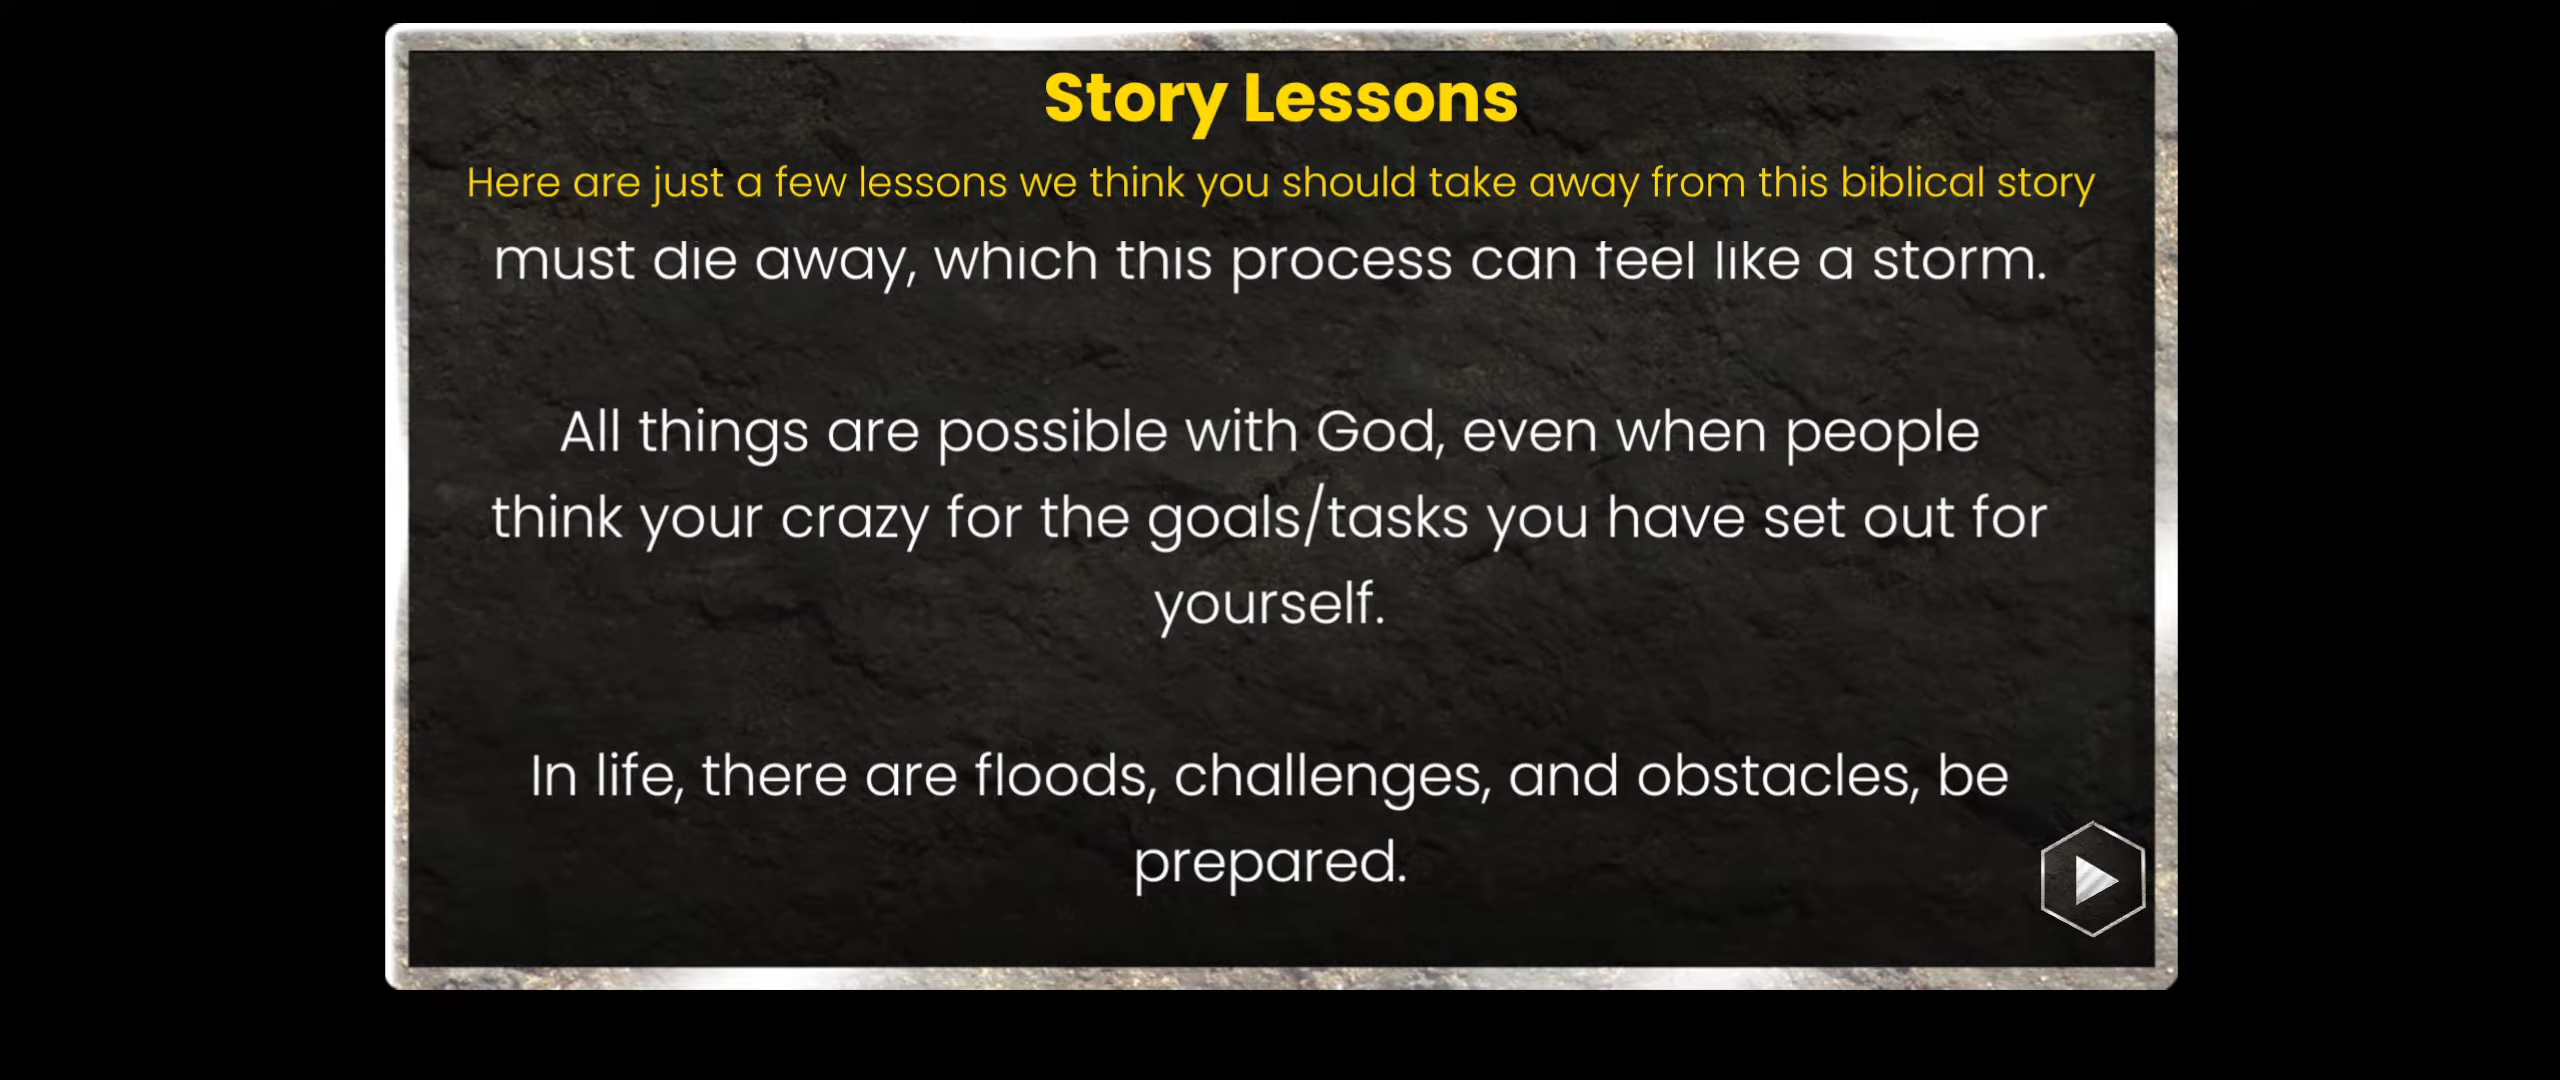 Story Lessons
Here are just a few lessons we think you should take away from this biblical story
must die away, which this process can feel like a storm.
All things are possible with God, even when people
think your crazy for the goals/tasks you have set out for
yourself.
In life, there are floods, challenges, and obstacles, be
prepared.